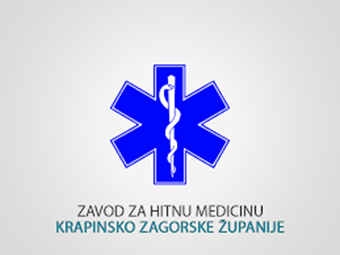 ZAVOD ZA HITNU MEDICINU
KRAPINSKO ZAGORSKE ŽUPANIJE